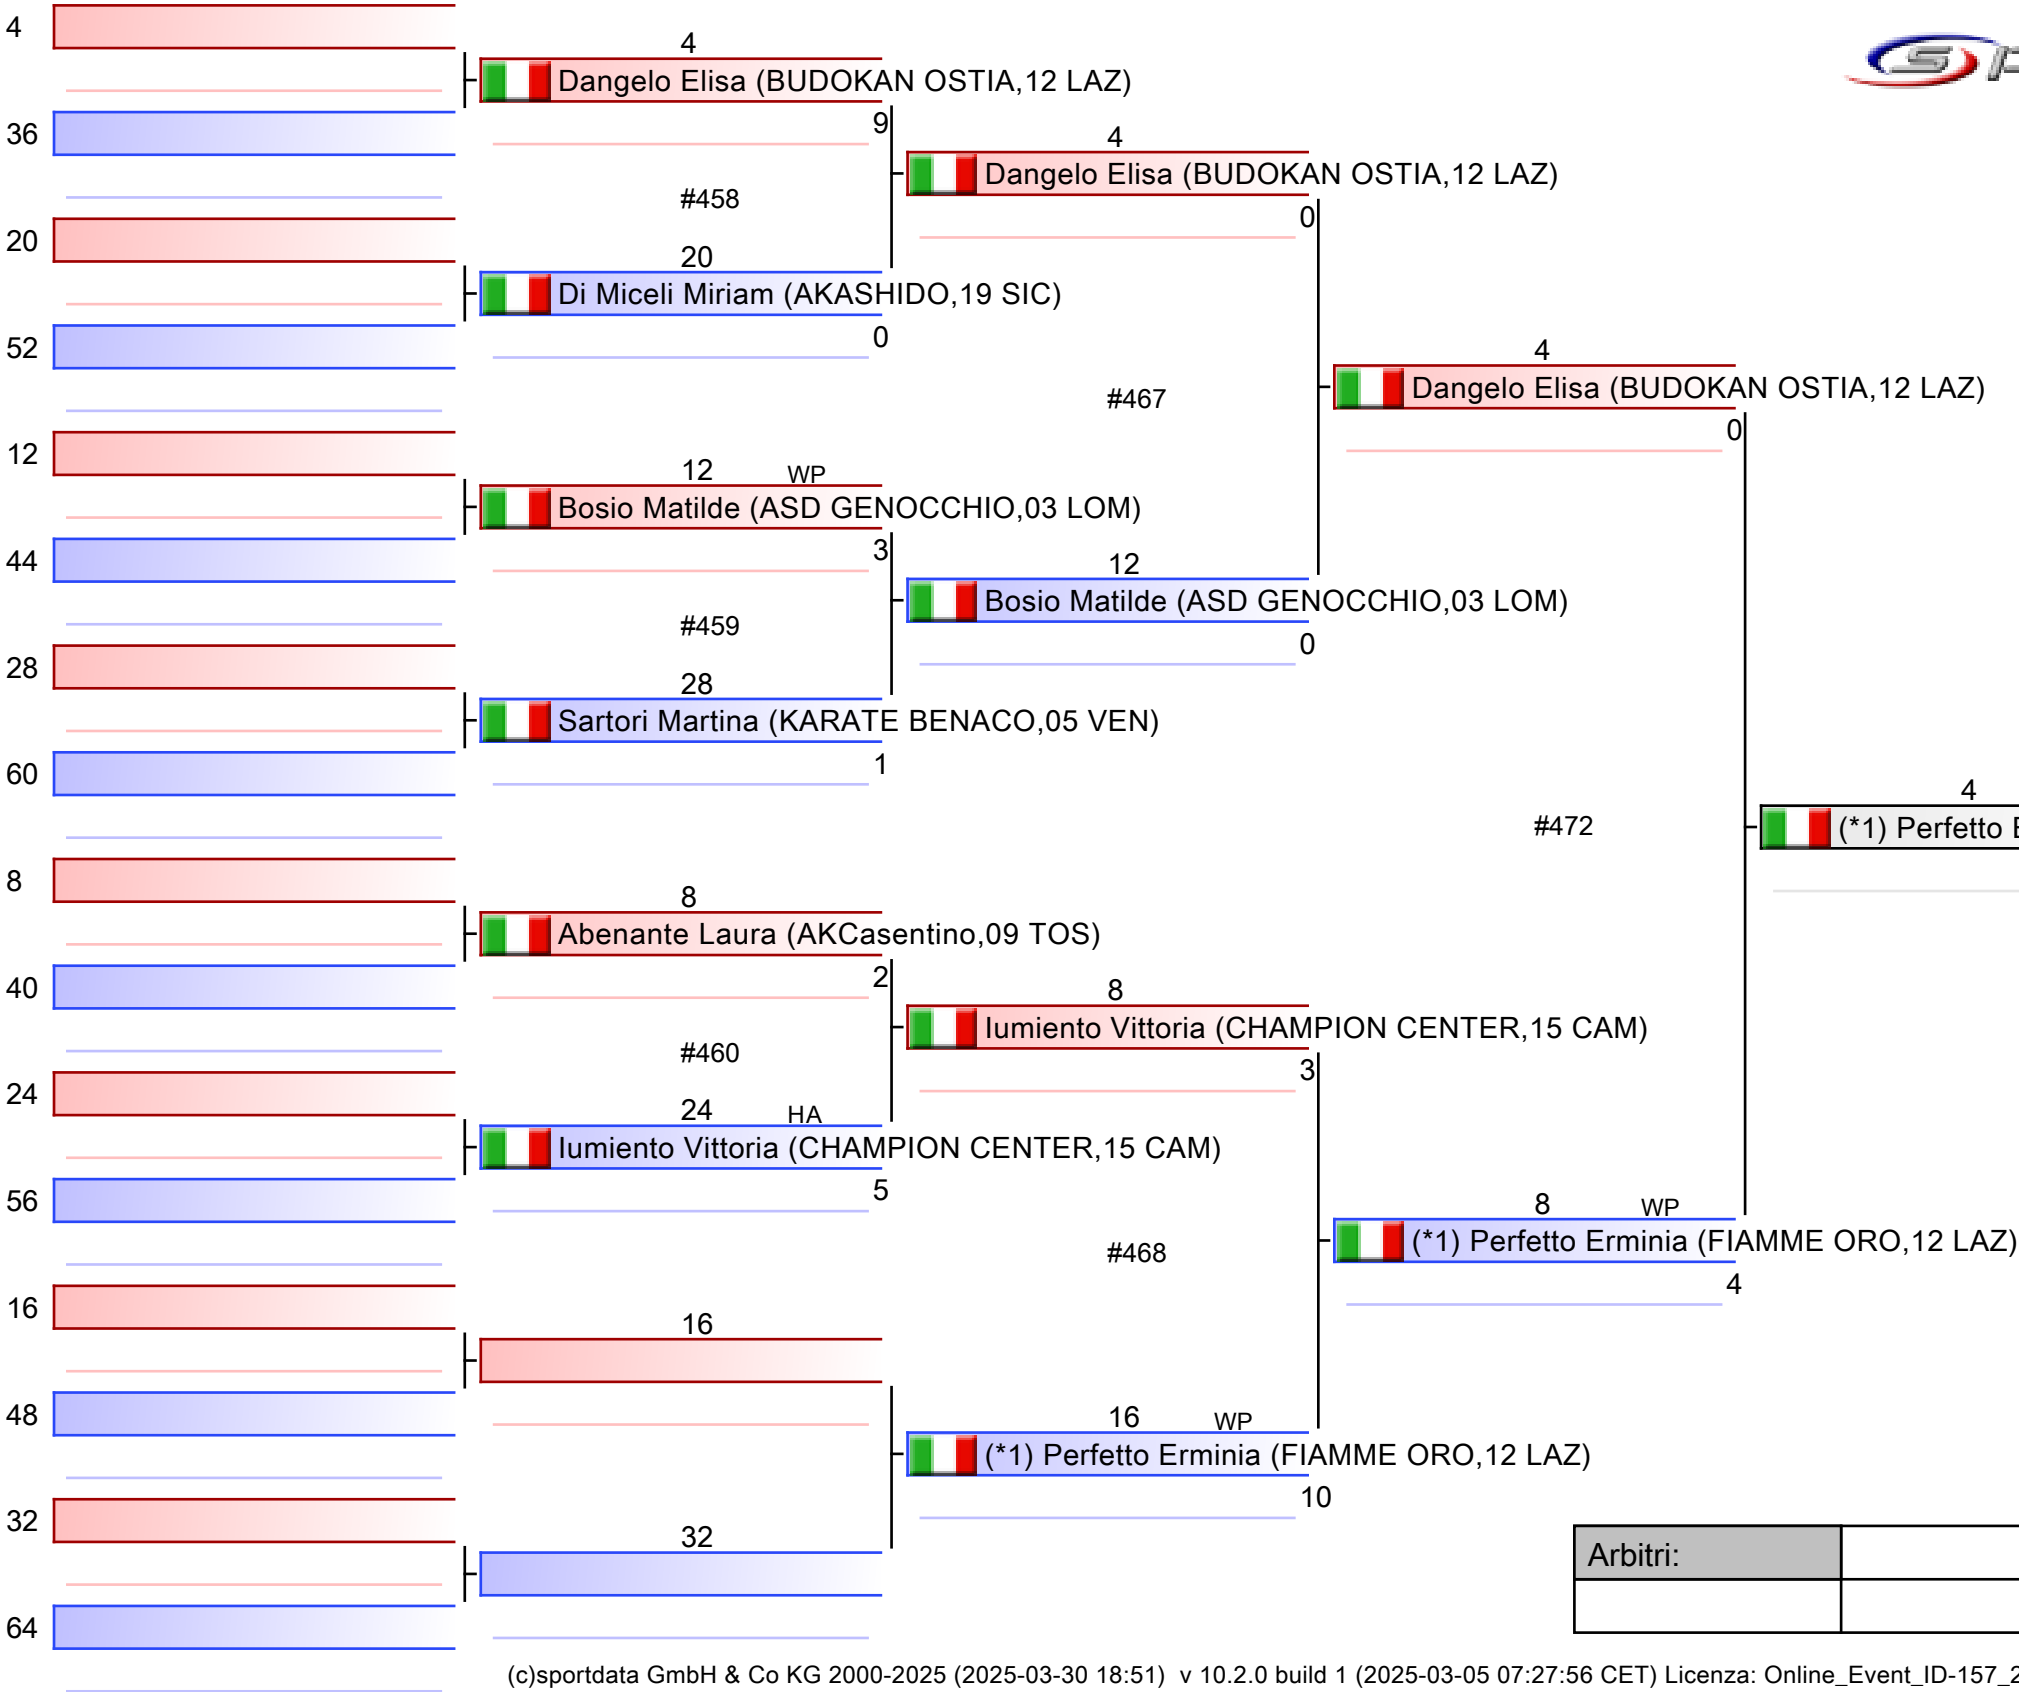 4
36
20
52
12
44
28
60
8
40
24
56
16
48
32
64
4
Dangelo Elisa (BUDOKAN OSTIA,12 LAZ)
9
#458
20
Di Miceli Miriam (AKASHIDO,19 SIC)
0
12 WP
Bosio Matilde (ASD GENOCCHIO,03 LOM)
3
#459
28
Sartori Martina (KARATE BENACO,05 VEN)
1
8
Abenante Laura (AKCasentino,09 TOS)
2
#460
24 HA
Iumiento Vittoria (CHAMPION CENTER,15 CAM)
5
16
32
4
Dangelo Elisa (BUDOKAN OSTIA,12 LAZ)
0
#467
12
Bosio Matilde (ASD GENOCCHIO,03 LOM)
0
8
Iumiento Vittoria (CHAMPION CENTER,15 CAM)
3
#468
16 WP
(*1) Perfetto Erminia (FIAMME ORO,12 LAZ)
10
4
Dangelo Elisa (BUDOKAN OSTIA,12 LAZ)
0
#472
8 WP
(*1) Perfetto Erminia (FIAMME ORO,12 LAZ)
4
4
(*1) Perfetto
Arbitri:
(c)sportdata GmbH & Co KG 2000-2025 (2025-03-30 18:51) v 10.2.0 build 1 (2025-03-05 07:27:56 CET) Licenza: Online_Event_ID-157_2